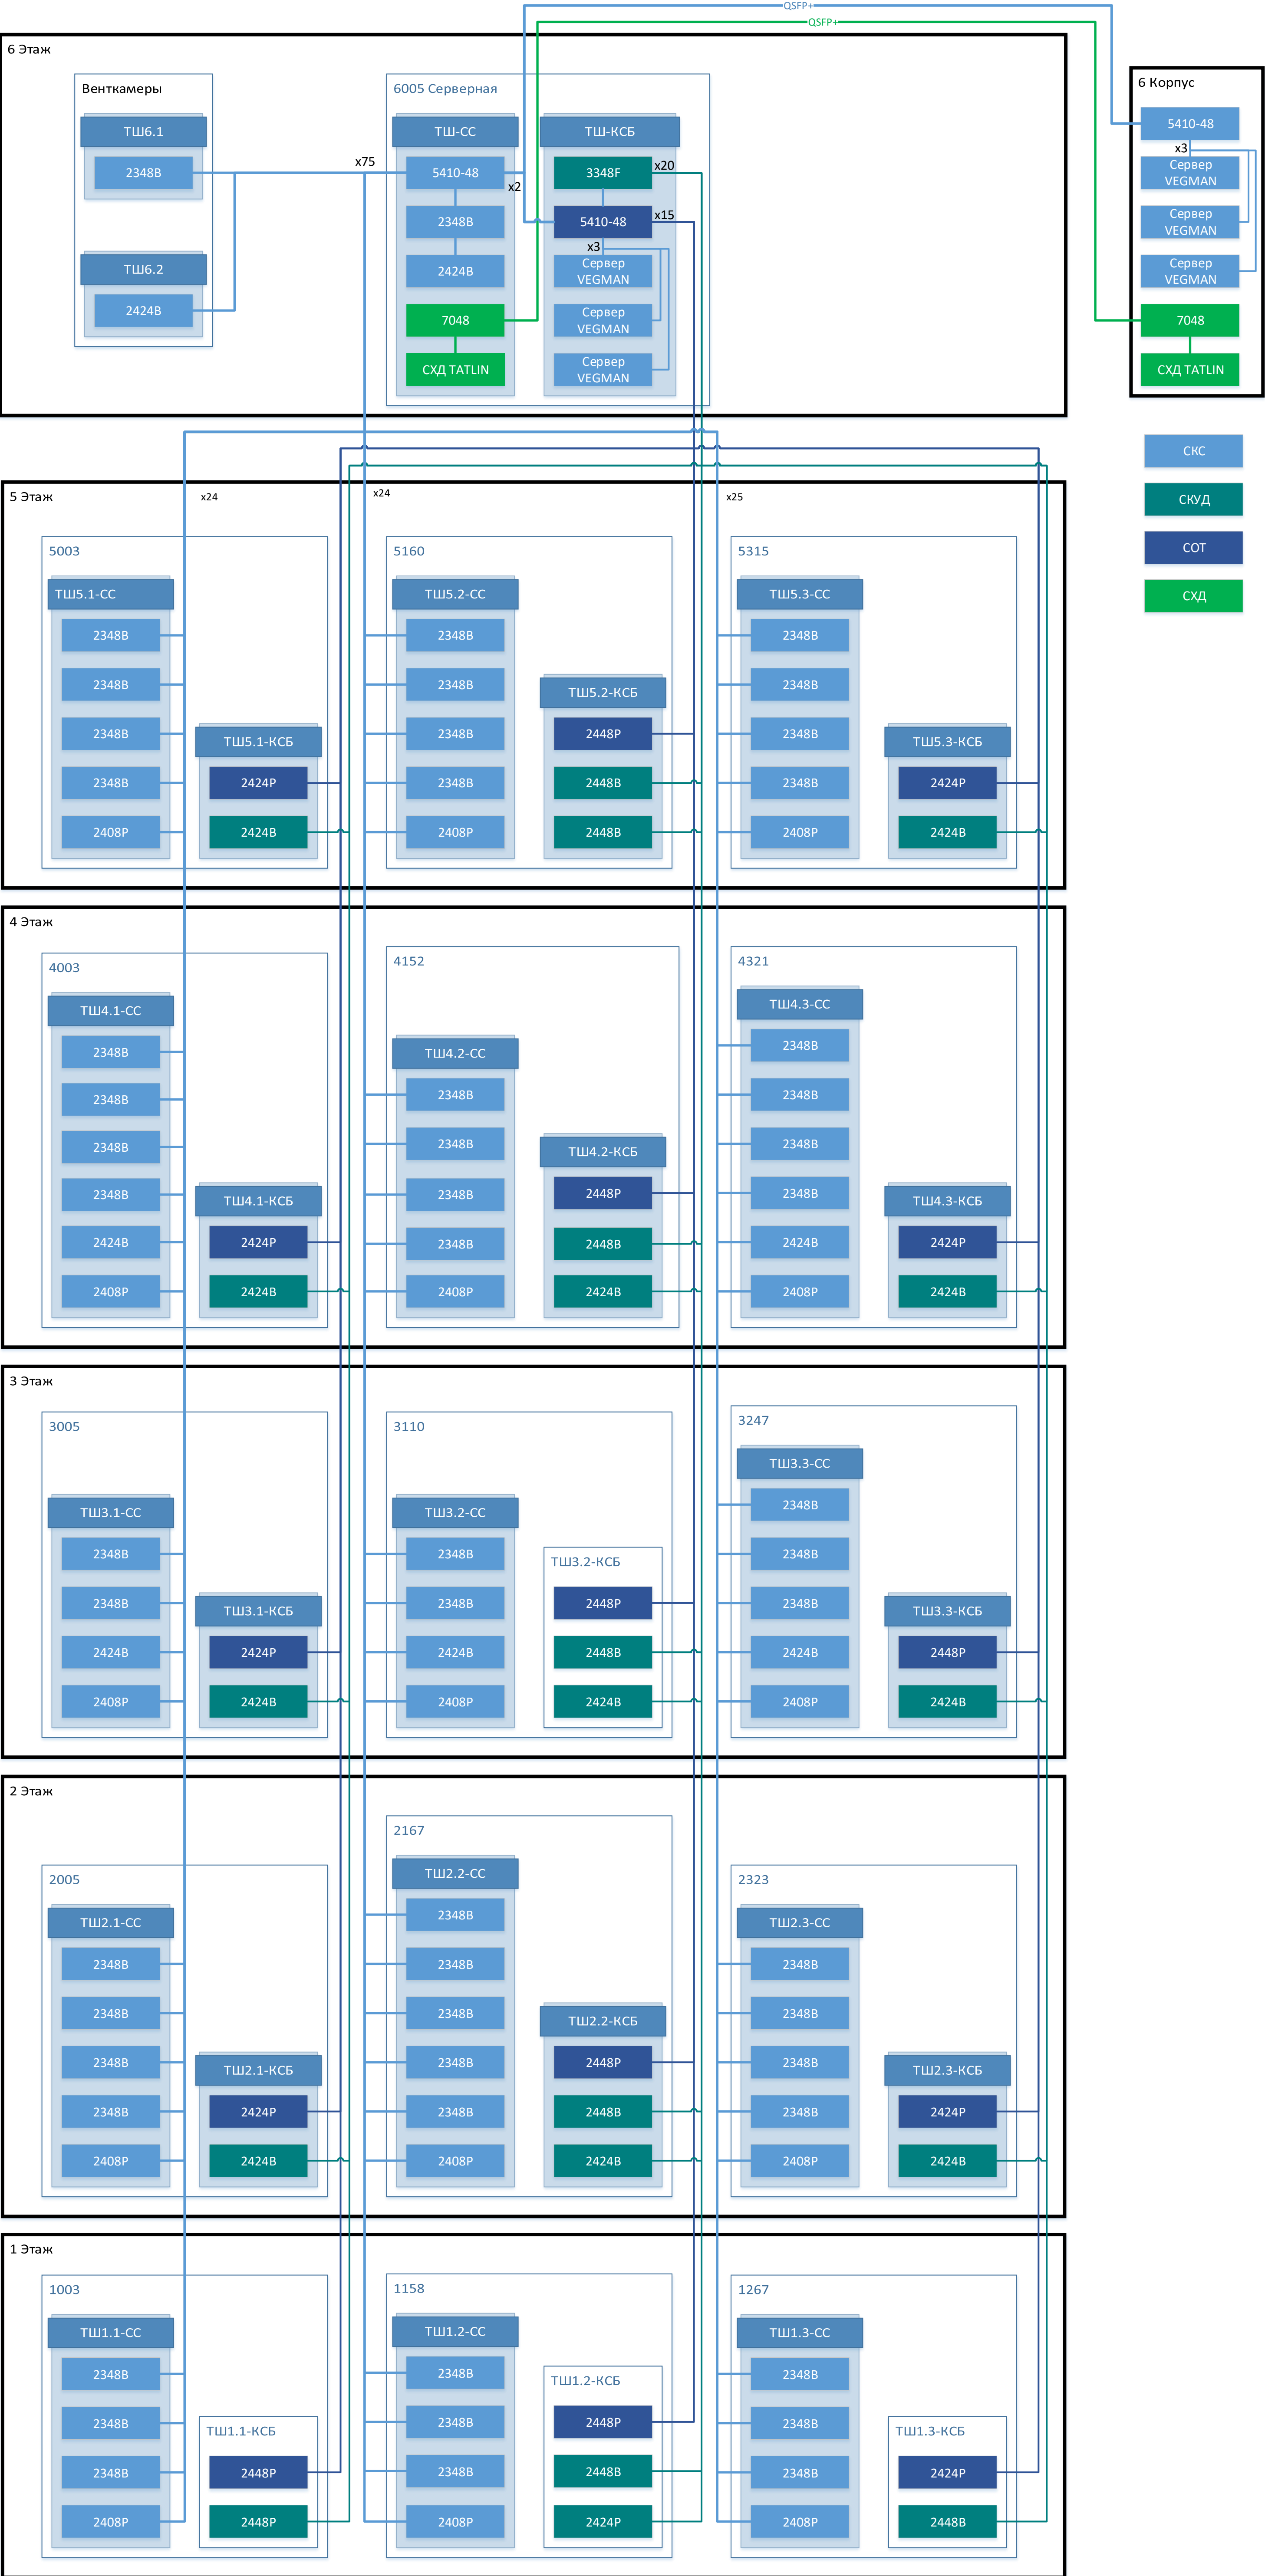 QSFP+
QSFP+
6 Этаж
Венткамеры
ТШ6.1
2348B
ТШ6.2
2424B
x75
6005 Серверная
ТШ-СС
5410-48
x2
2348B
2424B
7048
СХД TATLIN
ТШ-КСБ
3348F
x20
5410-48
x15
x3
Сервер
VEGMAN
Сервер
VEGMAN
Сервер
VEGMAN
6 Корпус
5410-48
x3
Сервер
VEGMAN
Сервер
VEGMAN
Сервер
VEGMAN
7048
СХД TATLIN
СКС
СКУД
СОТ
СХД
5 Этаж
x24
x24
x25
5003
ТШ5.1-СС
2348B
2348B
2348B
2348B
2408P
ТШ5.1-КСБ
2424P
2424B
5160
ТШ5.2-СС
2348B
2348B
2348B
2348B
2408P
ТШ5.2-КСБ
2448P
2448B
2448B
5315
ТШ5.3-СС
2348B
2348B
2348B
2348B
2408P
ТШ5.3-КСБ
2424P
2424B
4 Этаж
4003
ТШ4.1-СС
2348B
2348B
2348B
2348B
2424B
2408P
ТШ4.1-КСБ
2424P
2424B
4152
ТШ4.2-СС
2348B
2348B
2348B
2348B
2408P
ТШ4.2-КСБ
2448P
2448B
2424B
4321
ТШ4.3-СС
2348B
2348B
2348B
2348B
2424B
2408P
ТШ4.3-КСБ
2424P
2424B
3 Этаж
3005
ТШ3.1-СС
2348B
2348B
2424B
2408P
ТШ3.1-КСБ
2424P
2424B
3110
ТШ3.2-СС
2348B
2348B
2424B
2408P
ТШ3.2-КСБ
2448P
2448B
2424B
3247
ТШ3.3-СС
2348B
2348B
2348B
2424B
2408P
ТШ3.3-КСБ
2448P
2424B
2 Этаж
2005
ТШ2.1-СС
2348B
2348B
2348B
2348B
2408P
ТШ2.1-КСБ
2424P
2424B
2167
ТШ2.2-СС
2348B
2348B
2348B
2348B
2348B
2408P
ТШ2.2-КСБ
2448P
2448B
2424B
2323
ТШ2.3-СС
2348B
2348B
2348B
2348B
2408P
ТШ2.3-КСБ
2424P
2424B
1 Этаж
1003
ТШ1.1-СС
2348B
2348B
2348B
2408P
ТШ1.1-КСБ
2448P
2448P
1158
ТШ1.2-СС
2348B
2348B
2348B
2408P
ТШ1.2-КСБ
2448P
2448B
2424P
1267
ТШ1.3-СС
2348B
2348B
2348B
2408P
ТШ1.3-КСБ
2424P
2448B